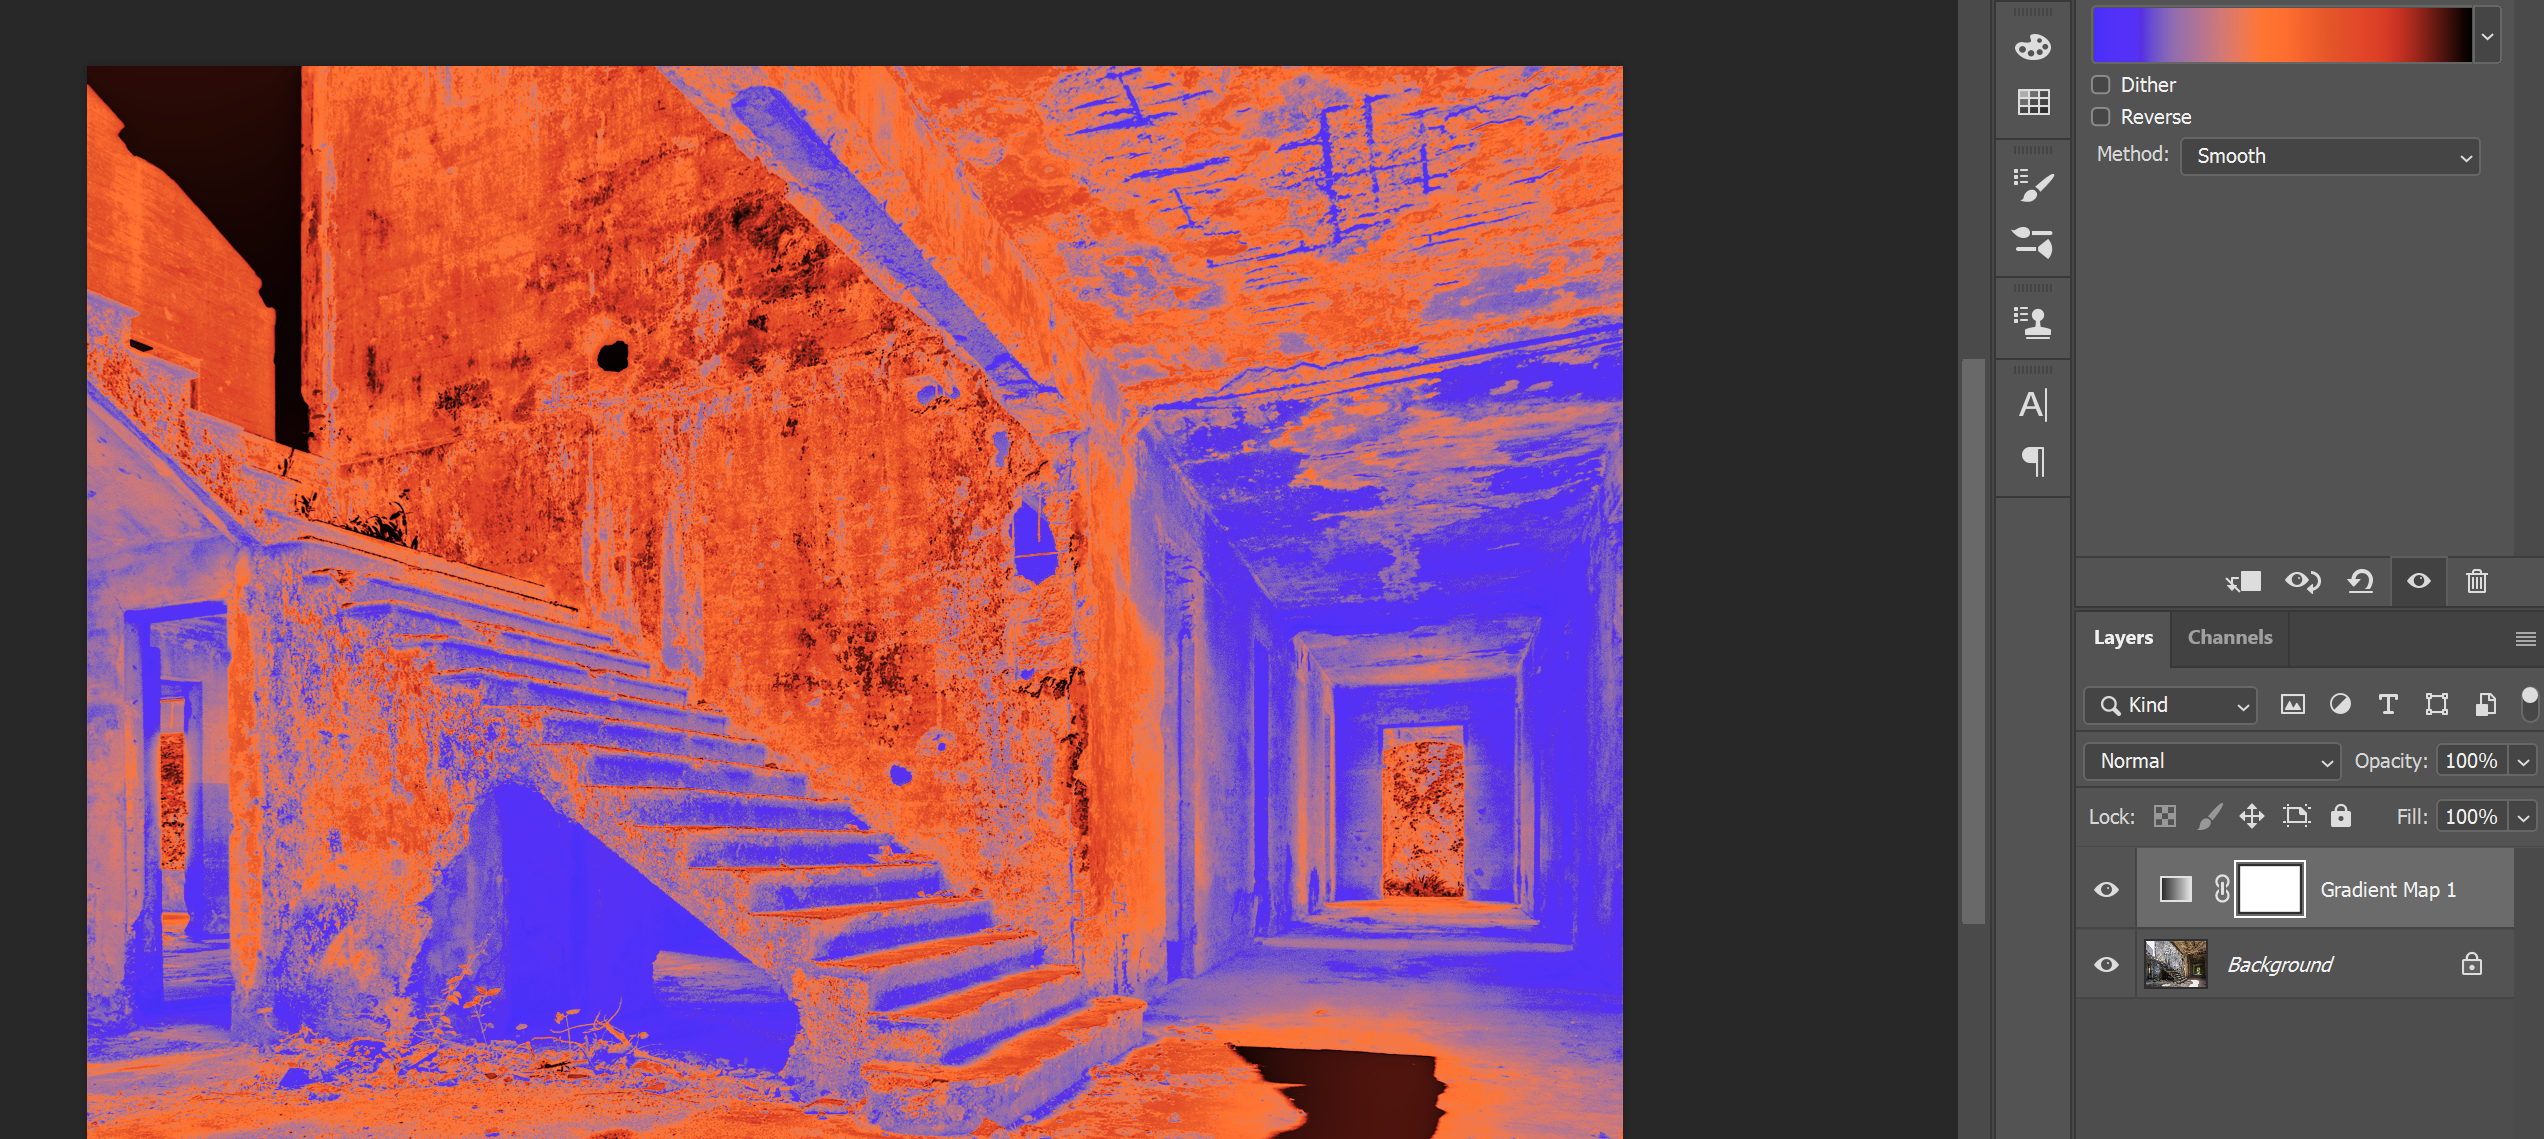 Dither
Reverse
Method: Smooth
A
Layers Channels
Kind T
Normal Opacity: 100%
Lock: Fill: 100%
Gradient Map 1
Background